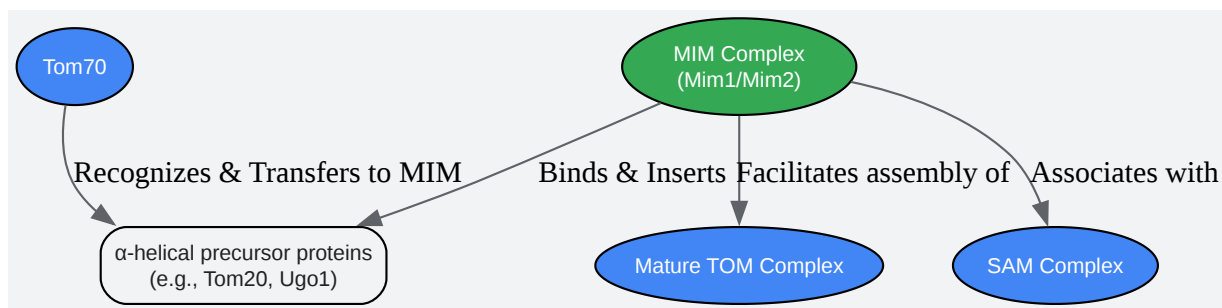 Tom70
MIM Complex
(Mim1/Mim2)
Recognizes & Transfers to MIM
Binds & Inserts
Facilitates assembly of
Associates with
α-helical precursor proteins
(e.g., Tom20, Ugo1)
Mature TOM Complex
SAM Complex